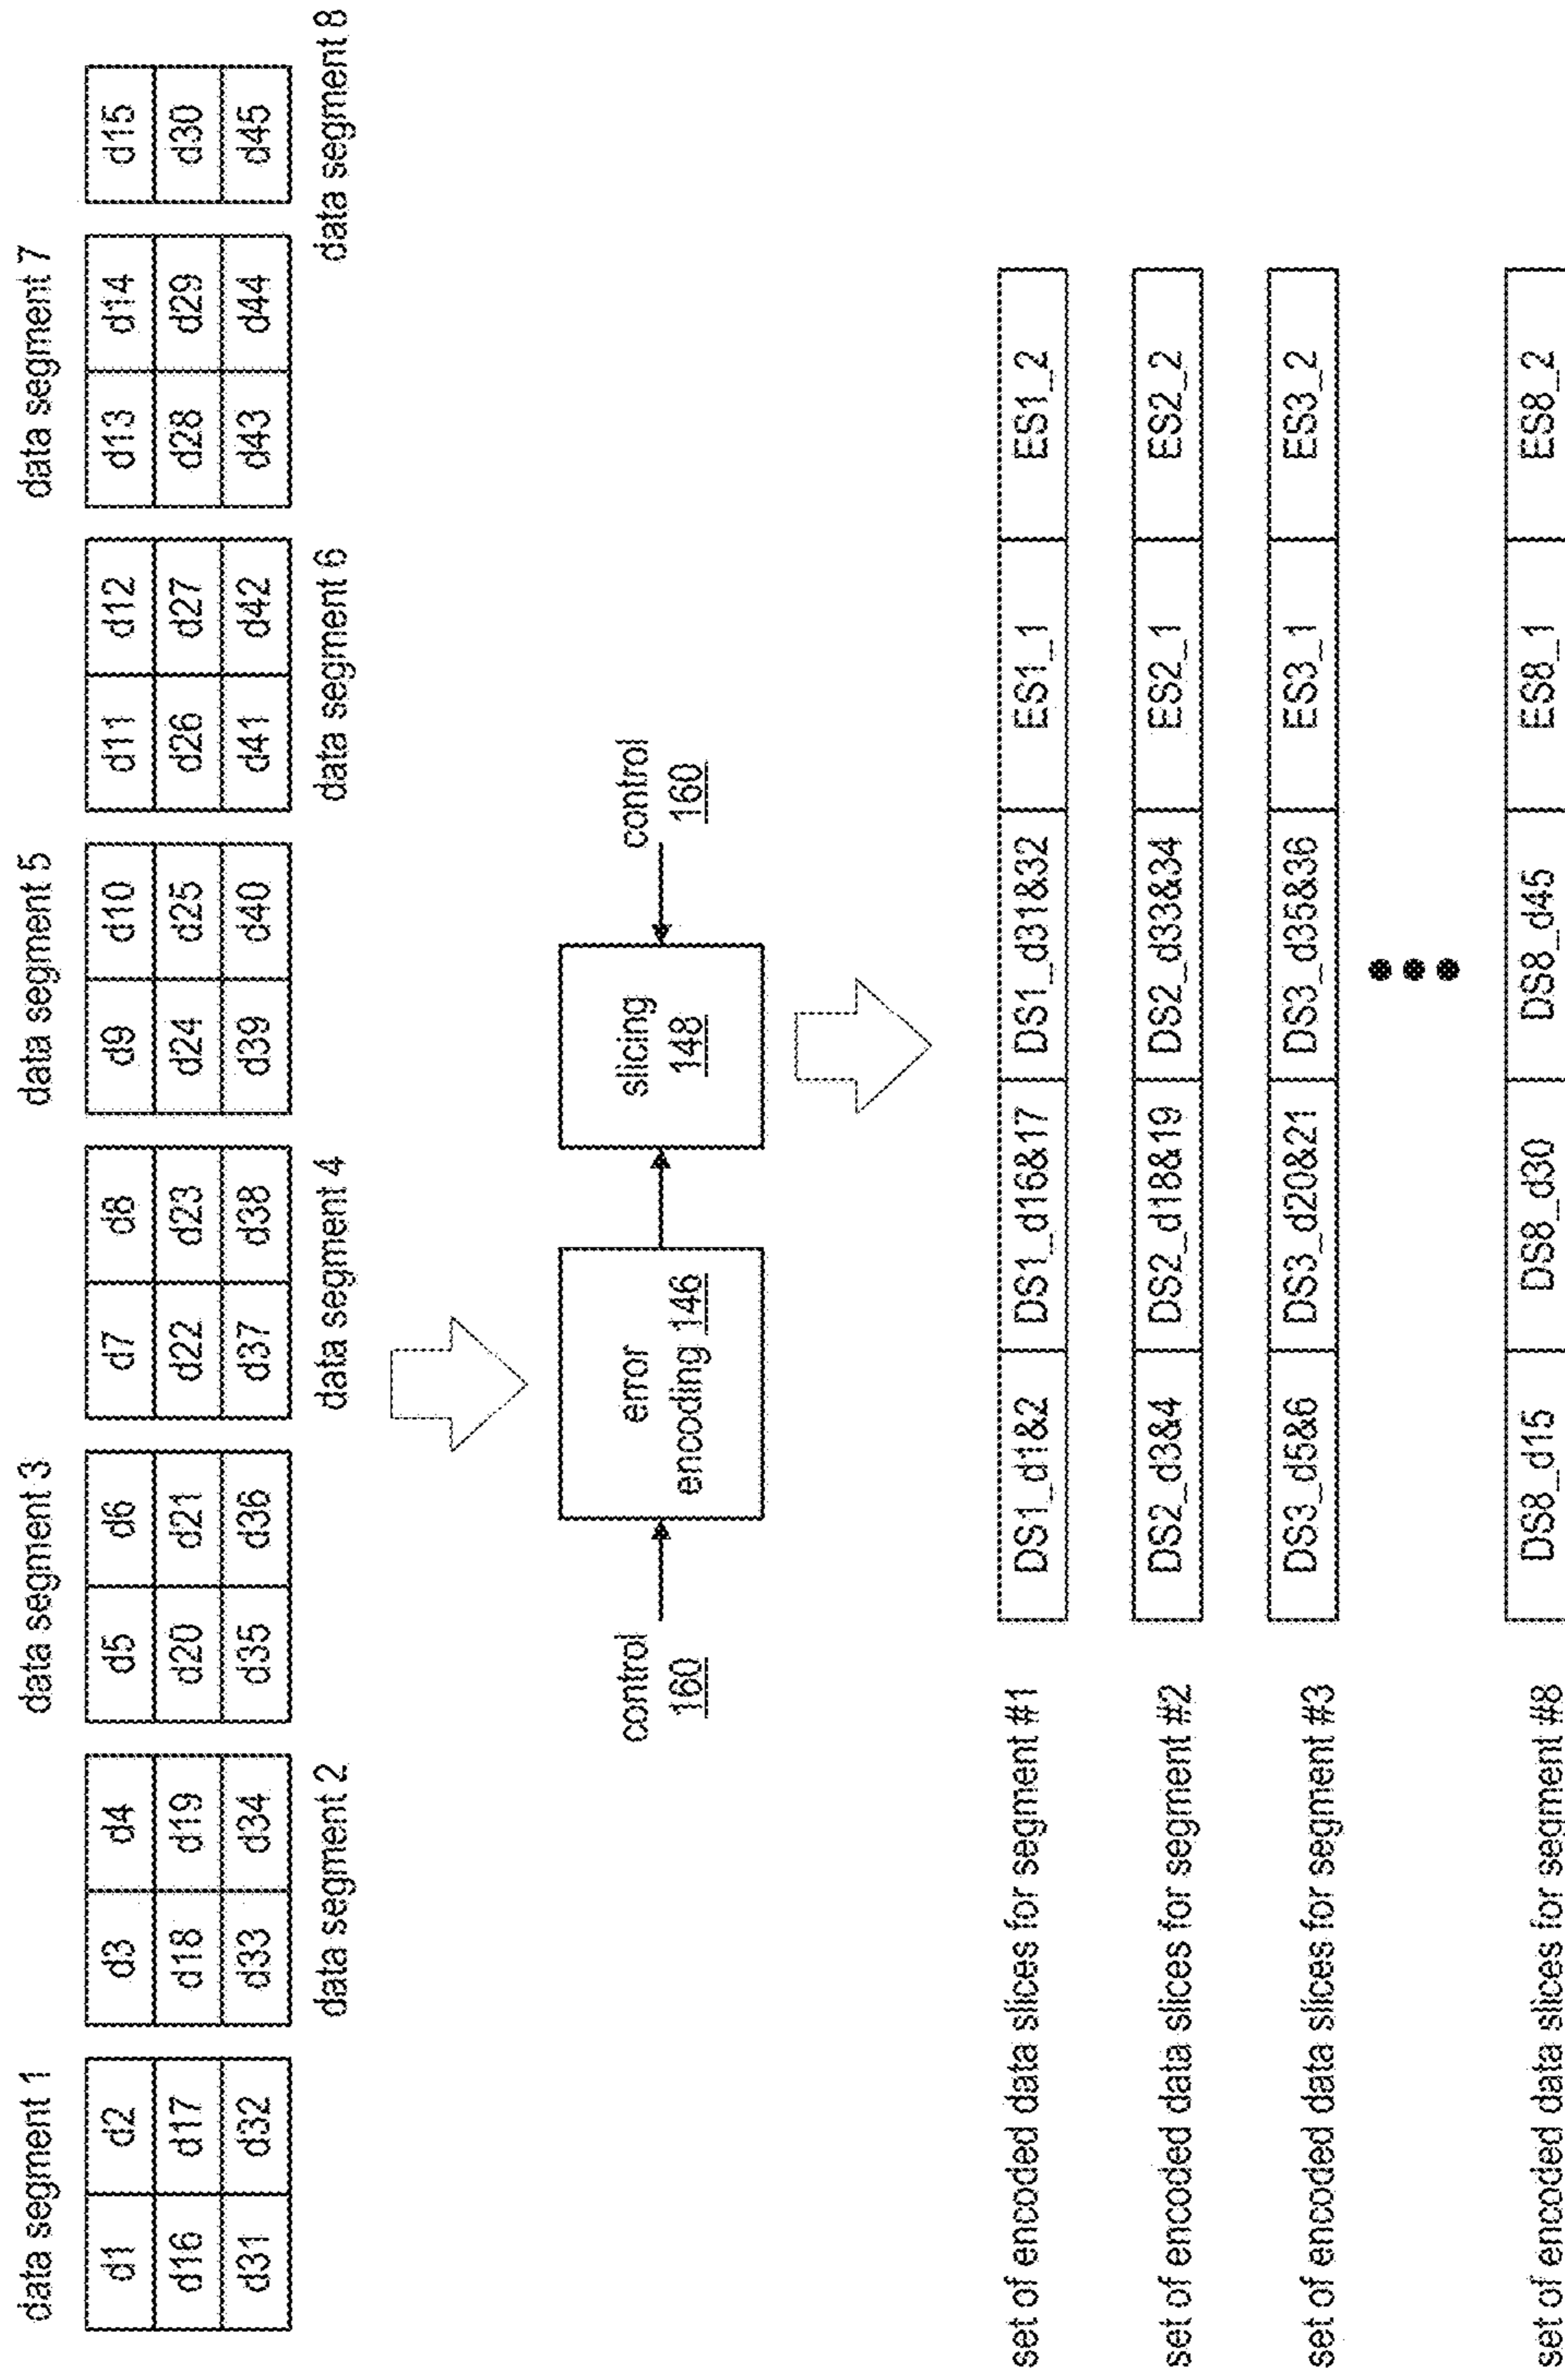 data segment 1
data segment 3
data segment 5
data segment 7
d1 d2 d3 d4 d5 d6 d7 d8 d9 d10 d11 d12 d13 d14 d15
d16 d17 d18 d19 d20 d21 d22 d23 d24 d25 d26 d27 d28 d29 d30
d31 d32 d33 d34 d35 d36 d37 d38 d39 d40 d41 d42 d43 d44 d45
data segment 2
data segment 4
data segment 6
data segment 8
control
160
error
encoding 146
slicing
148
control
160
set of encoded data slices for segment #1 DS1_d1&2 DS1_d16&17 DS1_d31&32 ES1_1 ES1_2
set of encoded data slices for segment #2 DS2_d3&4 DS2_d18&19 DS2_d33&34 ES2_1 ES2_2
set of encoded data slices for segment #3 DS3_d5&6 DS3_d20&21 DS3_d35&36 ES3_1 ES3_2
set of encoded data slices for segment #8 DS8_d15 DS8_d30 DS8_d45 ES8_1 ES8_2